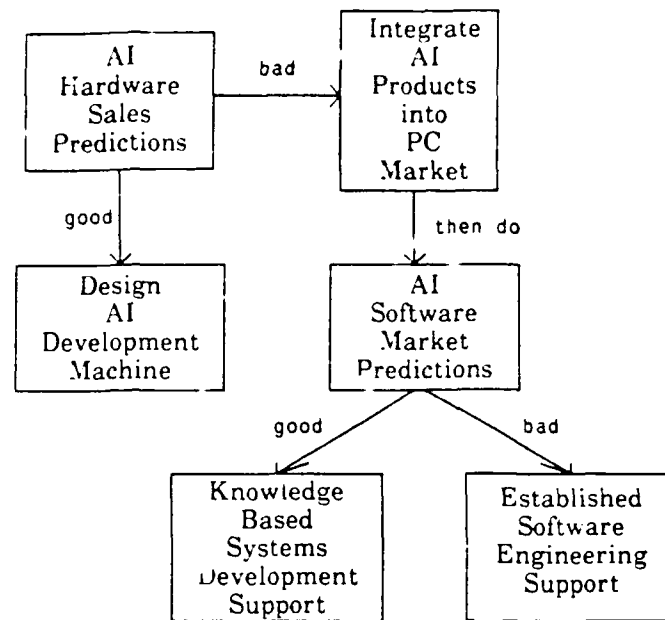 AI
Hardware
Sales
Predictions
bad
Integrate
AI
Products
into
PC
Market
good
then do
Design
AI
Development
Machine
AI
Software
Market
Predictions
good
bad
Knowledge
Based
Systems
Development
Support
Established
Software
Engineering
Support